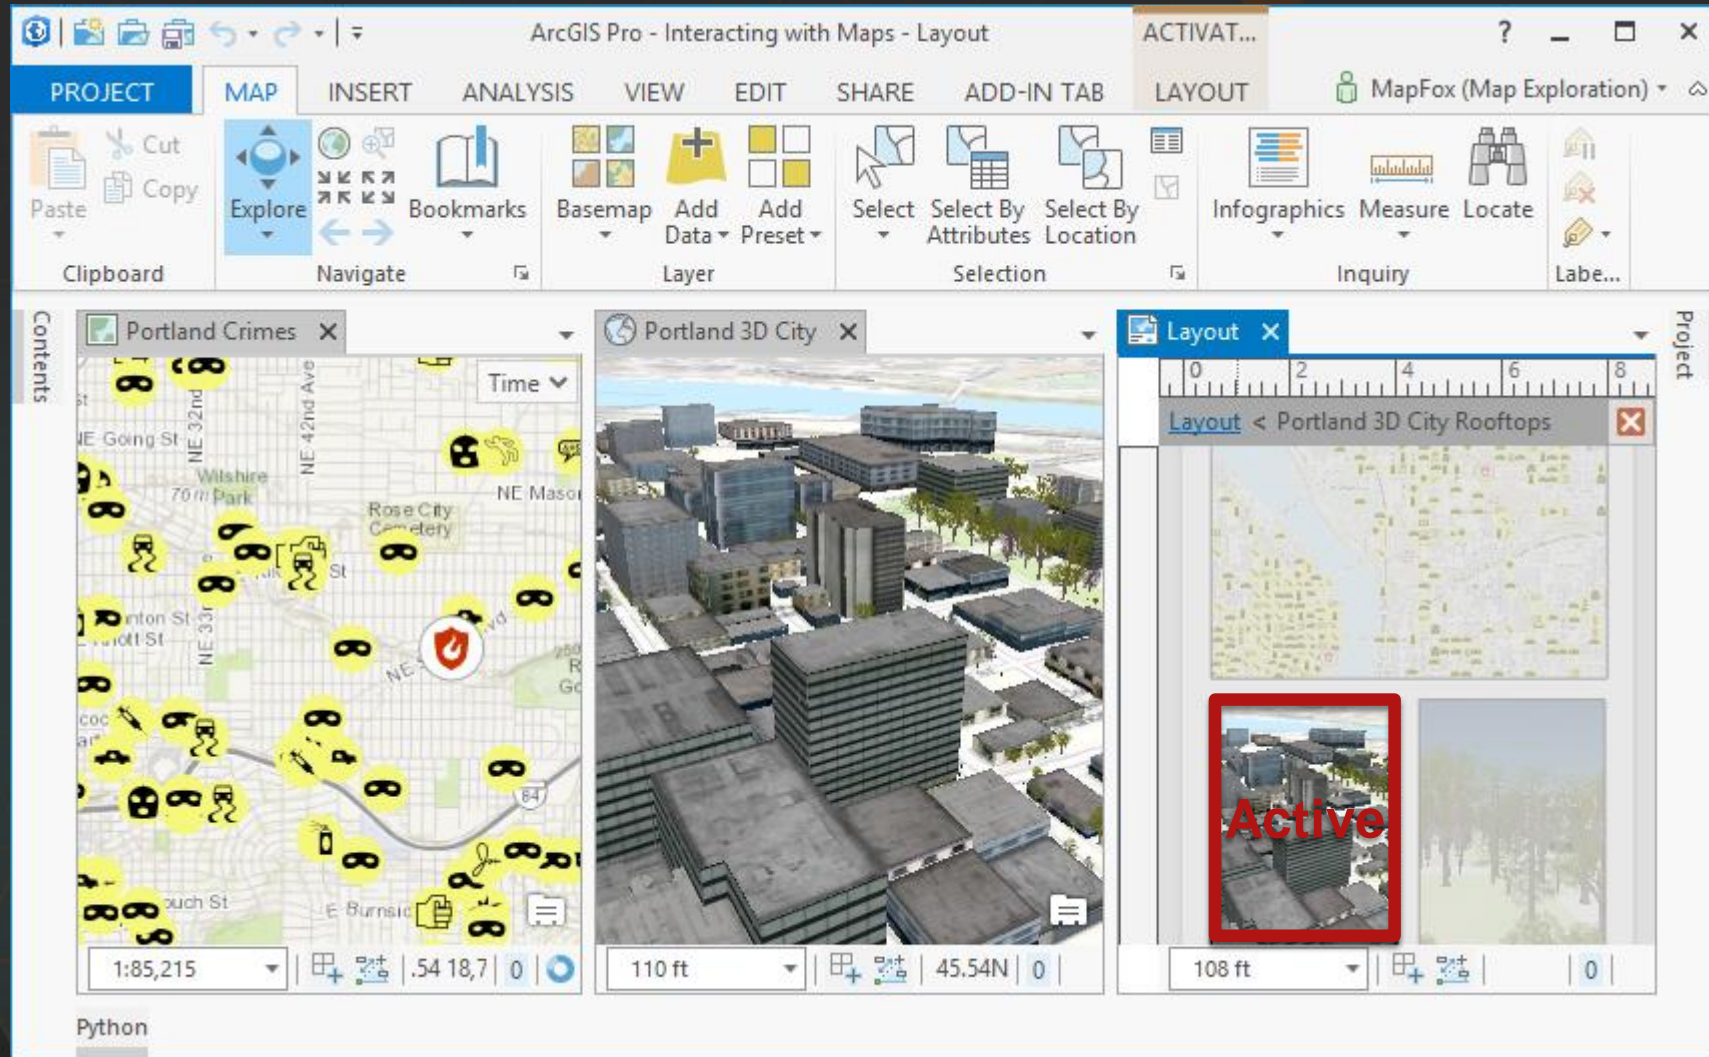 ArcGIS Pro - Interacting with Maps - Layout
ACTIVAT...
?
PROJECT
MAP
INSERT
ANALYSIS
VIEW
EDIT
SHARE
ADD-IN TAB
LAYOUT
MapFox (Map Exploration)
Paste
Cut
Copy
Clipboard
Explore
Bookmarks
Navigate
Basemap
Add
Data
Add
Preset
Layer
Select
Select By
Attributes
Select By
Location
Selection
Infographics
Measure
Locate
Inquiry
Labe...
Contents
Portland Crimes
Time
NE 32nd
NE 42nd Ave
NE Going St
Wilshire
Park
76 m
Rose City
NE Mason
St
NE 33r
84
E Burnsid
1:85,215
.54 18,7
0
Portland 3D City
110 ft
45.54N
0
Layout
0
2
4
6
8
Layout < Portland 3D City Rooftops
Active
108 ft
0
Project
Python